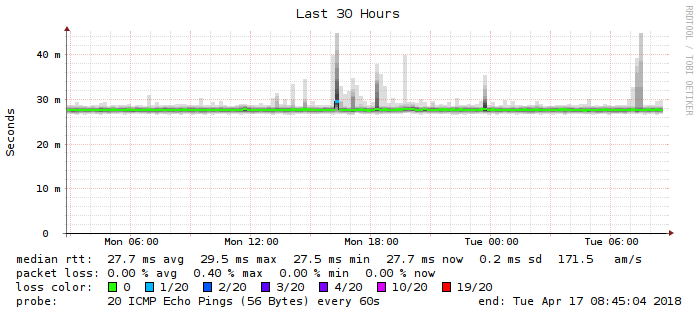 Last 30 Hours
RRDTOOL / TOBI OETIKER
Seconds
40 m
30 m
20 m
10 m
0
Mon 06:00 Mon 12:00 Mon 18:00 Tue 00:00 Tue 06:00
median rtt: 27.7 ms avg 29.5 ms max 27.5 ms min 27.7 ms now 0.2 ms sd 171.5 am/s
packet loss: 0.00 % avg 0.40 % max 0.00 % min 0.00 % now
loss color: 0 1/20 2/20 3/20 4/20 10/20 19/20
probe: 20 ICMP Echo Pings (56 Bytes) every 60s end: Tue Apr 17 08:45:04 2018